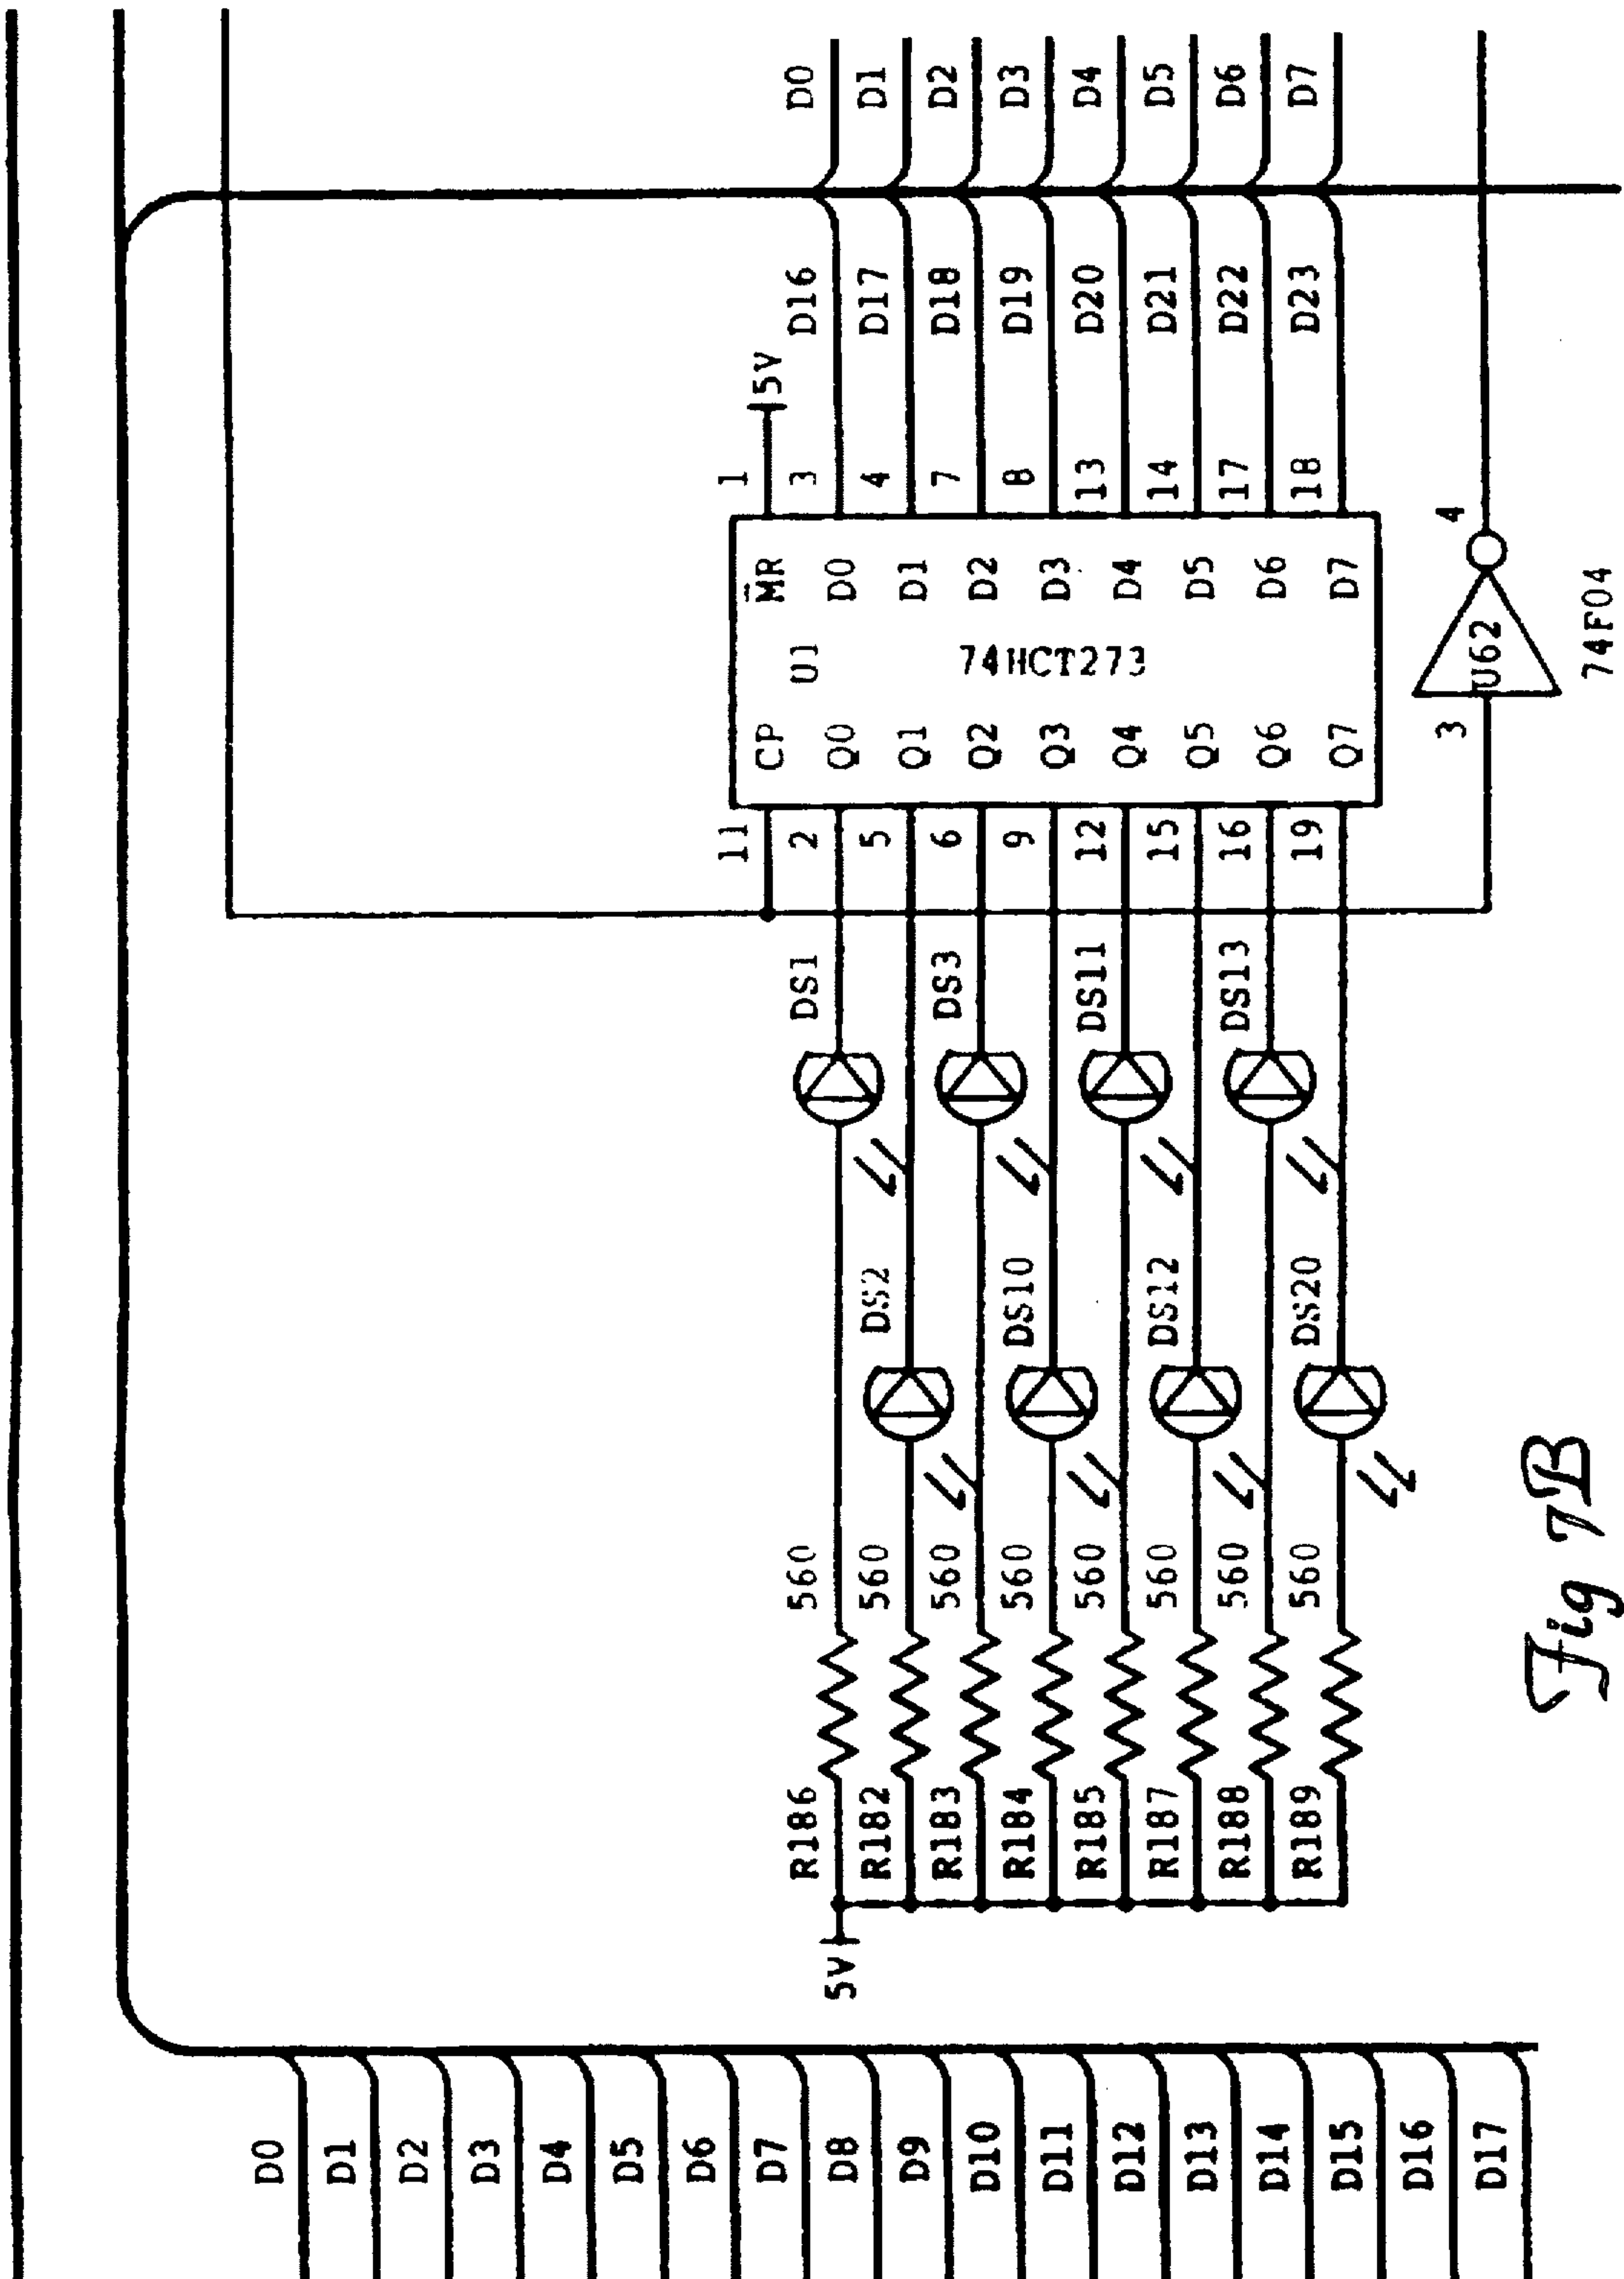 D0
D1
D2
D3
D4
D5
D6
D7
D8
D9
D10
D11
D12
D13
D14
D15
D16
D17
5V
R186 560
R182 560
R183 560
R184 560
R185 560
R187 560
R188 560
R189 560
DS1
DS2
DS3
DS10
DS11
DS12
DS13
DS20
11 CP M̅R̅ 1 5V
U1
74HCT273
2 Q0 D0 3 D16 D0
5 Q1 D1 4 D17 D1
6 Q2 D2 7 D18 D2
9 Q3 D3 8 D19 D3
12 Q4 D4 13 D20 D4
15 Q5 D5 14 D21 D5
16 Q6 D6 17 D22 D6
19 Q7 D7 18 D23 D7
3 U62 4
74F04
Fig 7B